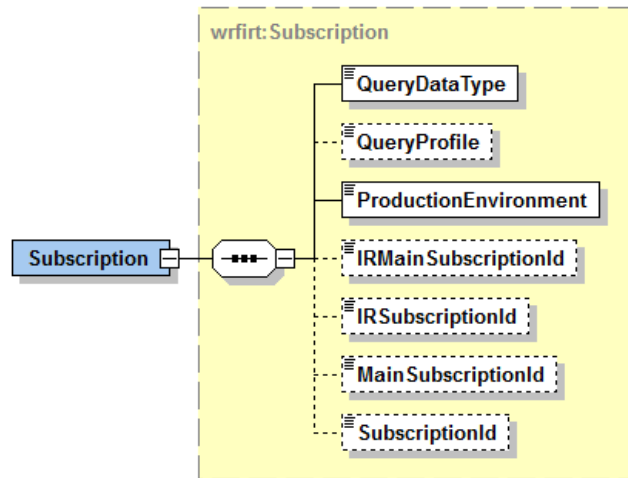 wrfirt:Subscription
QueryDataType
QueryProfile
ProductionEnvironment
Subscription
IRMainSubscriptionId
IRSubscriptionId
MainSubscriptionId
SubscriptionId